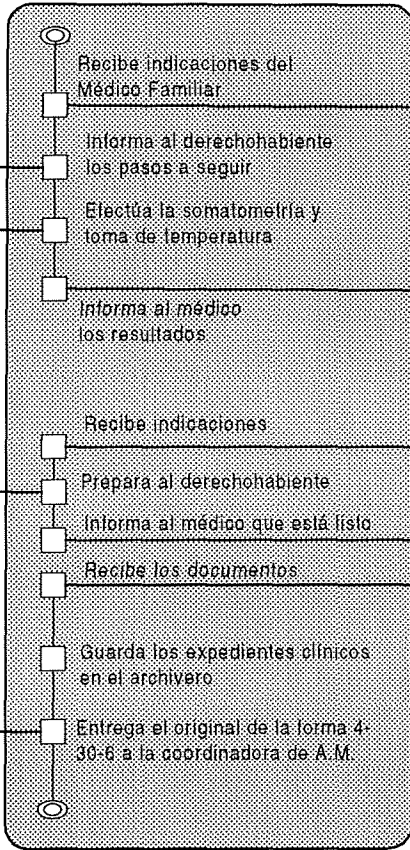 Recibe indicaciones del
Médico Familiar
Informa al derechohabiente
los pasos a seguir
Efectúa la somatometría y
toma de temperatura
Informa al médico
los resultados
Recibe indicaciones
Prepara al derechohabiente
Informa al médico que está listo
Recibe los documentos
Guarda los expedientes clínicos
en el archivero
Entrega el original de la forma 4-
30-6 a la coordinadora de A.M.